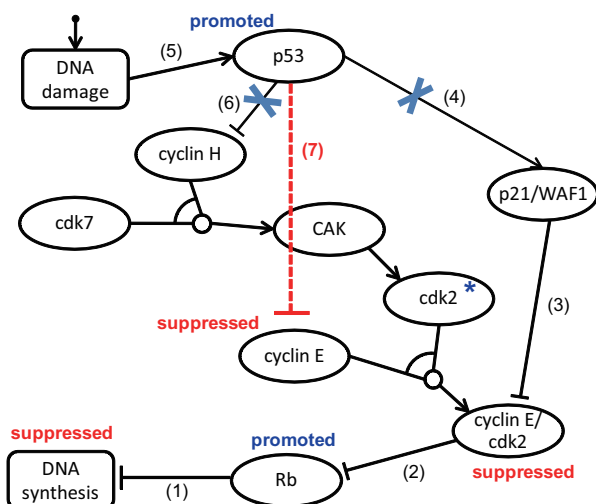 promoted
(5)
p53
DNA
damage
(6)
(4)
cyclin H
(7)
p21/WAF1
cdk7
CAK
cdk2 *
(3)
suppressed
cyclin E
cyclin E/
cdk2
suppressed
promoted
suppressed
DNA
synthesis
(1)
Rb
(2)